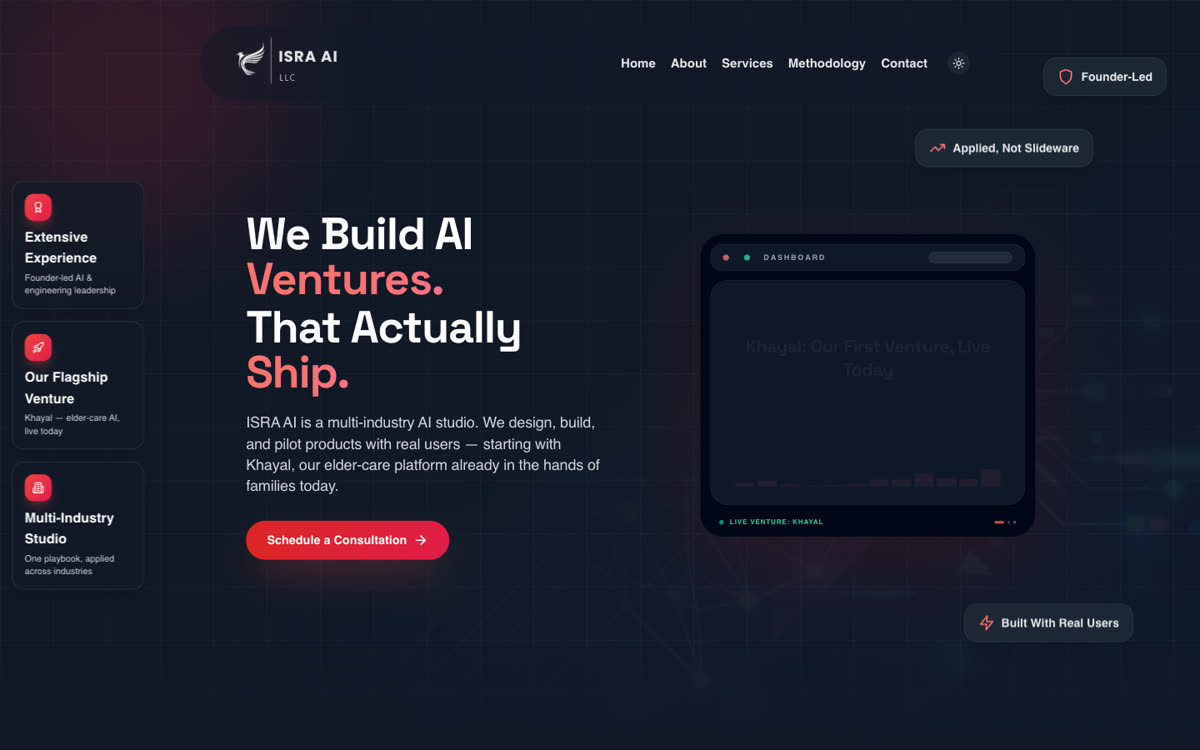 ISRA AI
LLC
Home About Services Methodology Contact
Founder-Led
Applied, Not Slideware
Extensive
Experience
Founder-led AI &
engineering leadership
Our Flagship
Venture
Khayal — elder-care AI,
live today
Multi-Industry
Studio
One playbook, applied
across industries
We Build AI
Ventures.
That Actually
Ship.
ISRA AI is a multi-industry AI studio. We design, build,
and pilot products with real users — starting with
Khayal, our elder-care platform already in the hands of
families today.
Schedule a Consultation
DASHBOARD
Khayal: Our First Venture, Live
Today
LIVE VENTURE: KHAYAL
Built With Real Users